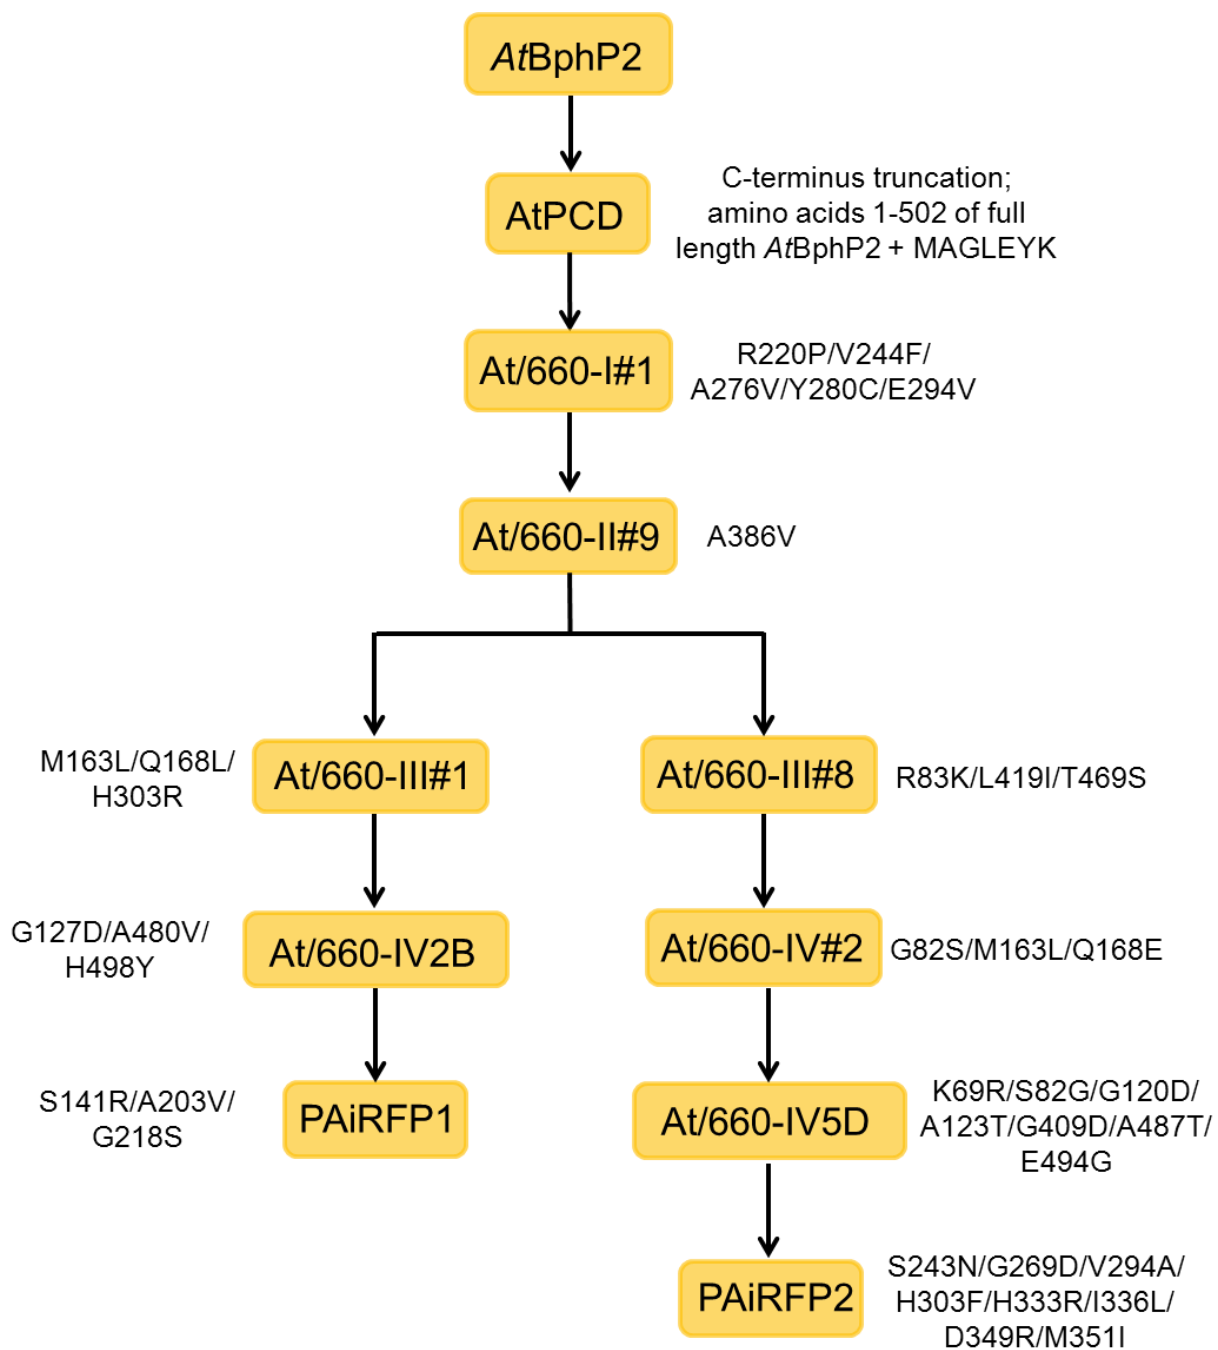 AtBphP2
AtPCD
C-terminus truncation;
amino acids 1-502 of full
length AtBphP2 + MAGLEYK
At/660-I#1
R220P/V244F/
A276V/Y280C/E294V
At/660-II#9
A386V
M163L/Q168L/
H303R
At/660-III#1
At/660-III#8
R83K/L419I/T469S
G127D/A480V/
H498Y
At/660-IV2B
At/660-IV#2
G82S/M163L/Q168E
S141R/A203V/
G218S
PAiRFP1
At/660-IV5D
K69R/S82G/G120D/
A123T/G409D/A487T/
E494G
PAiRFP2
S243N/G269D/V294A/
H303F/H333R/I336L/
D349R/M351I